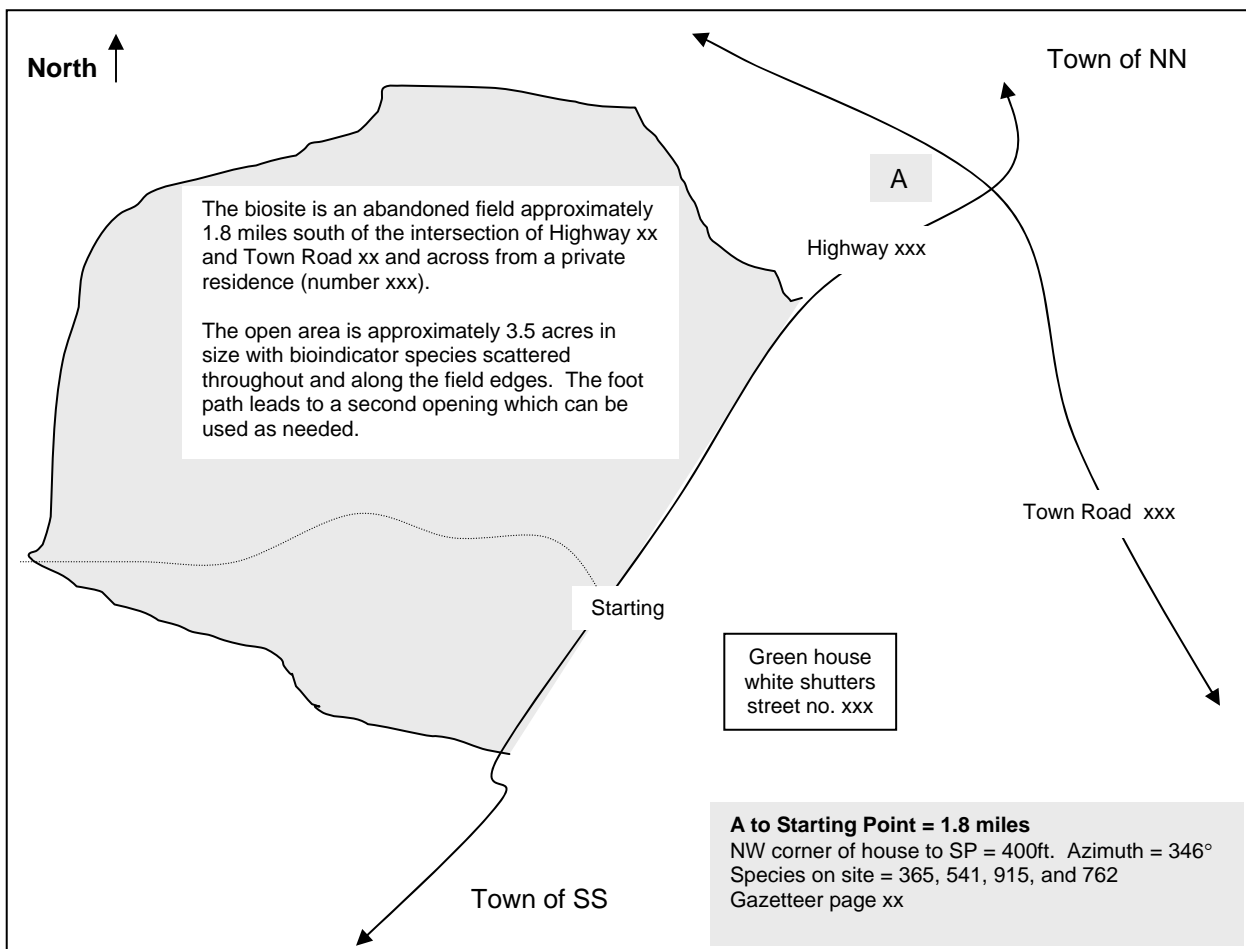 North
Town of NN
A
The biosite is an abandoned field approximately
1.8 miles south of the intersection of Highway xx
and Town Road xx and across from a private
residence (number xxx).
The open area is approximately 3.5 acres in
size with bioindicator species scattered
throughout and along the field edges.  The foot
path leads to a second opening which can be
used as needed.
Highway xxx
Town Road  xxx
Starting
Green house
white shutters
street no. xxx
A to Starting Point = 1.8 miles
NW corner of house to SP = 400ft.  Azimuth = 346°
Species on site = 365, 541, 915, and 762
Gazetteer page xx
Town of SS